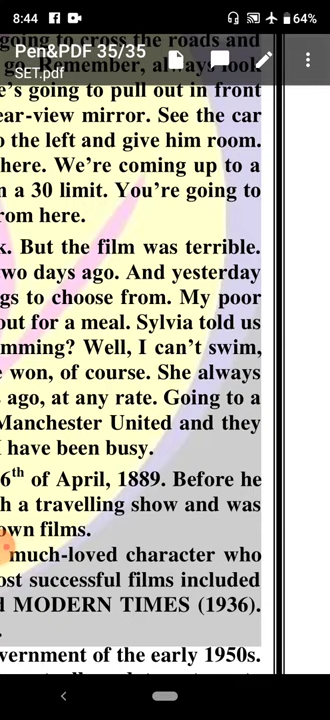 8:44
64%
going to cross the roads and
Pen&PDF 35/35
go. Remember, always look
SET.pdf
e's going to pull out in front
ear-view mirror. See the car
o the left and give him room.
here. We're coming up to a
n a 30 limit. You're going to
rom here.
k. But the film was terrible.
two days ago. And yesterday
gs to choose from. My poor
out for a meal. Sylvia told us
mming? Well, I can't swim,
e won, of course. She always
ago, at any rate. Going to a
Manchester United and they
I have been busy.
6th of April, 1889. Before he
h a travelling show and was
own films.
much-loved character who
ost successful films included
d MODERN TIMES (1936).
.
vernment of the early 1950s.